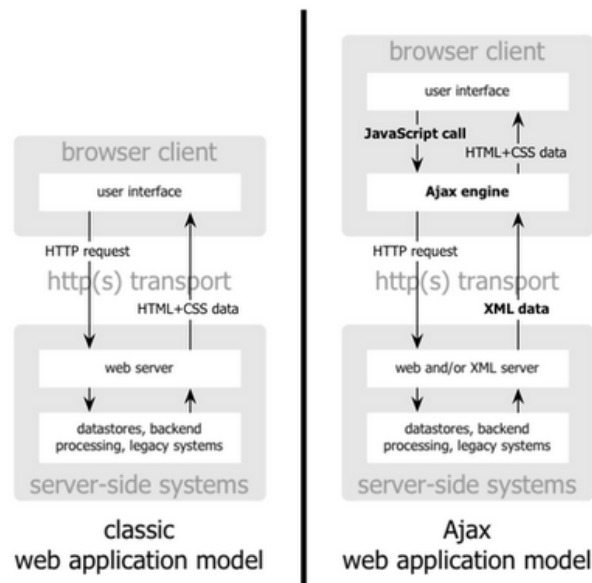 browser client
user interface
HTTP request
http(s) transport
HTML+CSS data
web server
datastores, backend
processing, legacy systems
server-side systems
classic
web application model
browser client
user interface
JavaScript call
HTML+CSS data
Ajax engine
HTTP request
http(s) transport
XML data
web and/or XML server
datastores, backend
processing, legacy systems
server-side systems
Ajax
web application model